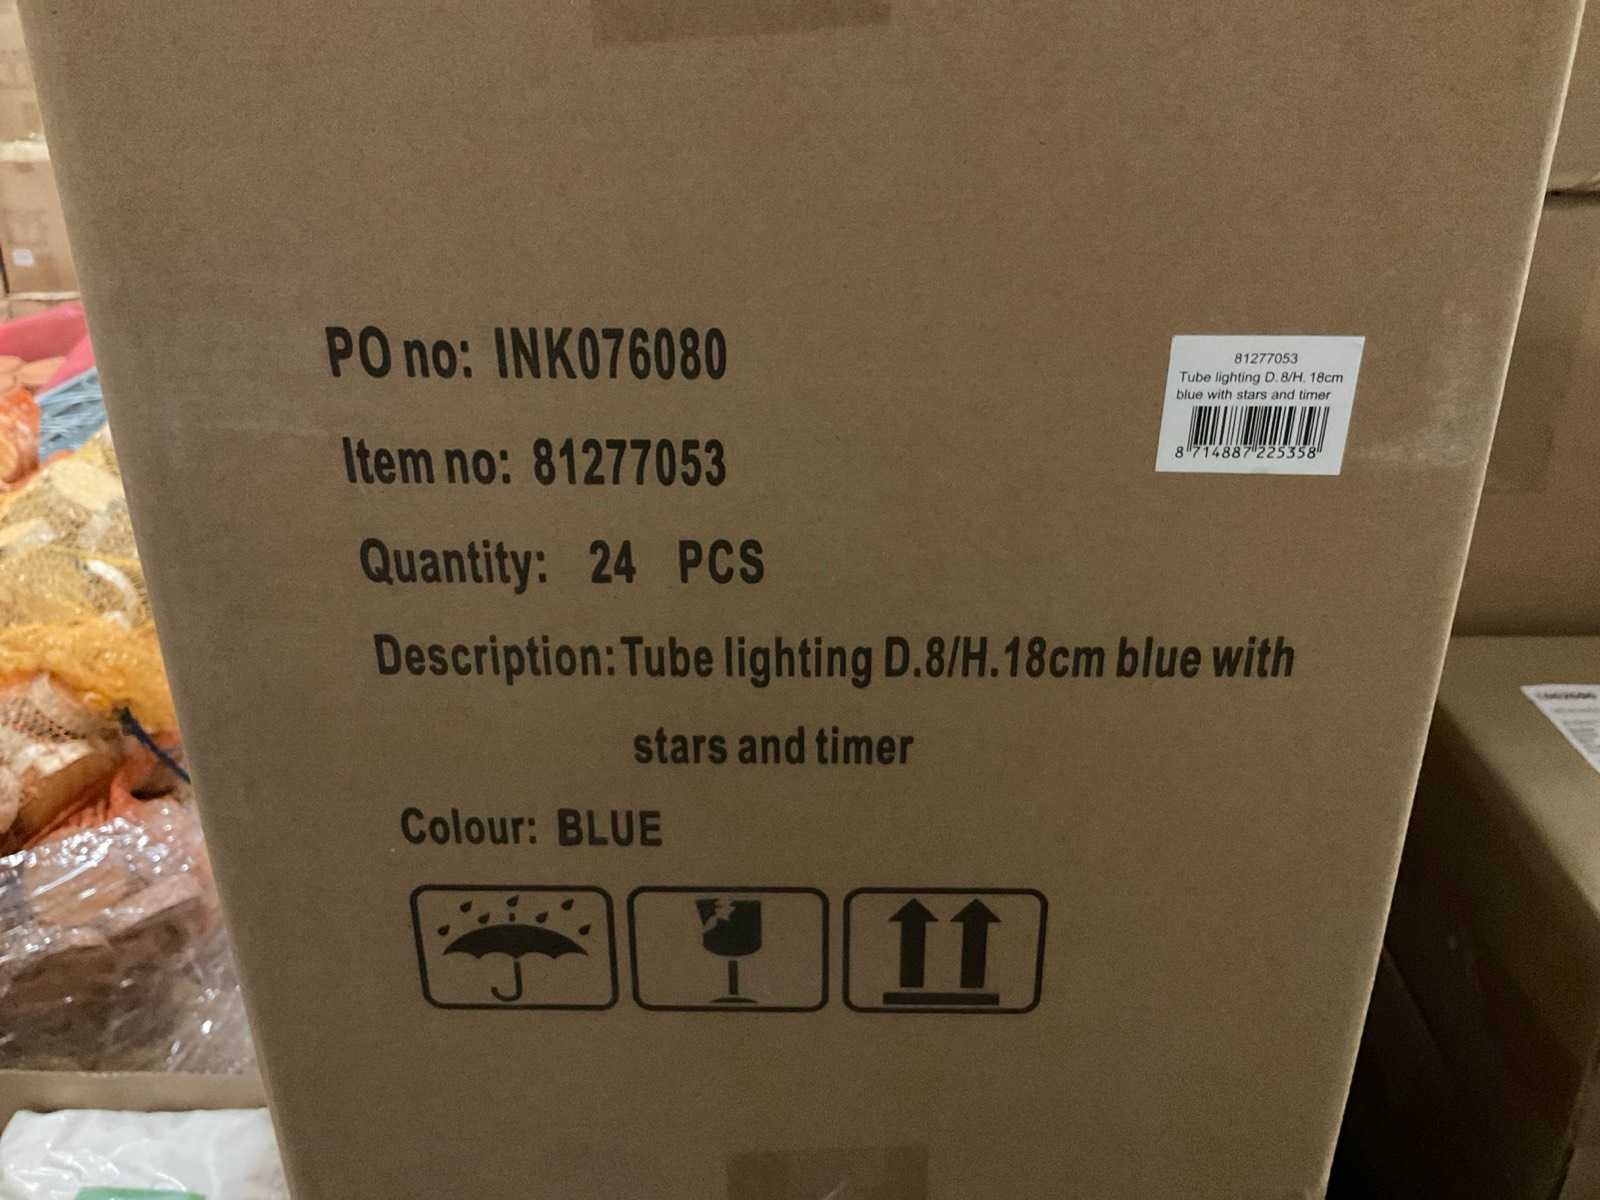 PO no: INK076080
Item no: 81277053
Quantity: 24 PCS
Description: Tube lighting D.8/H.18cm blue with
stars and timer
Colour: BLUE
81277053
Tube lighting D.8/H. 18cm
blue with stars and timer
8 714887 225358